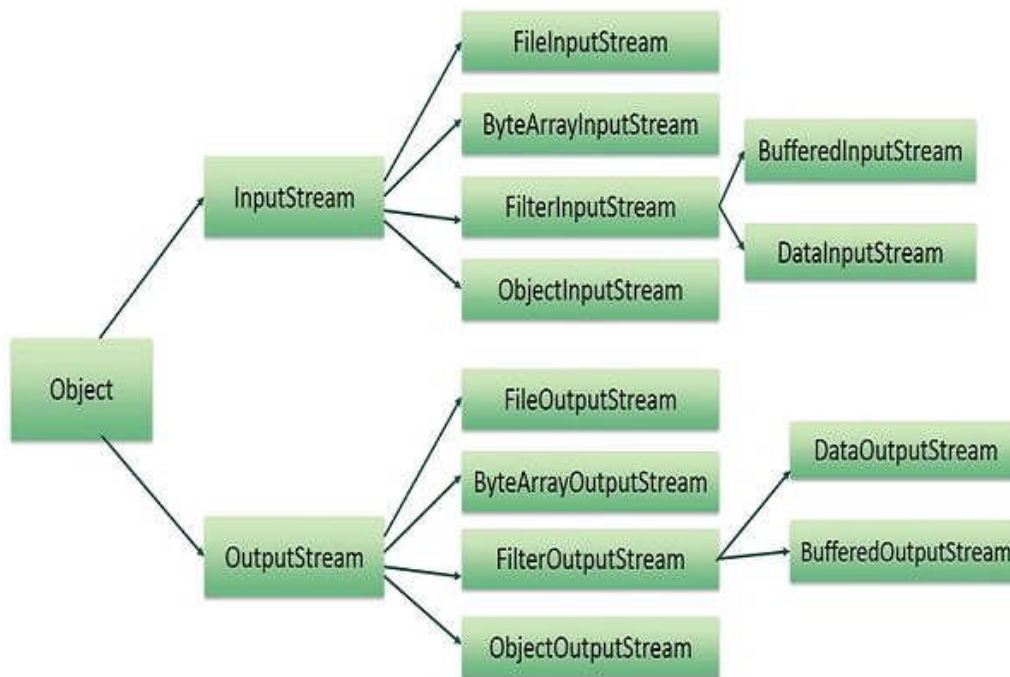 Object
InputStream
FileInputStream
ByteArrayInputStream
FilterInputStream
BufferedInputStream
DataInputStream
ObjectInputStream
OutputStream
FileOutputStream
ByteArrayOutputStream
FilterOutputStream
DataOutputStream
BufferedOutputStream
ObjectOutputStream